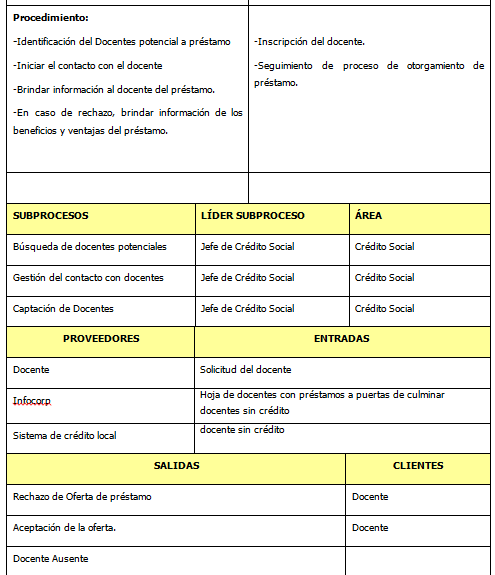 Procedimiento:
-Identificación del Docentes potencial a préstamo
-Iniciar el contacto con el docente
-Brindar información al docente del préstamo.
-En caso de rechazo, brindar información de los
beneficios y ventajas del préstamo.
-Inscripción del docente.
-Seguimiento de proceso de otorgamiento de
préstamo.
SUBPROCESOS LÍDER SUBPROCESO ÁREA
Búsqueda de docentes potenciales Jefe de Crédito Social Crédito Social
Gestión del contacto con docentes Jefe de Crédito Social Crédito Social
Captación de Docentes Jefe de Crédito Social Crédito Social
PROVEEDORES ENTRADAS
Docente Solicitud del docente
Infocorp Hoja de docentes con préstamos a puertas de culminar
docentes sin crédito
Sistema de crédito local docente sin crédito
SALIDAS CLIENTES
Rechazo de Oferta de préstamo Docente
Aceptación de la oferta. Docente
Docente Ausente